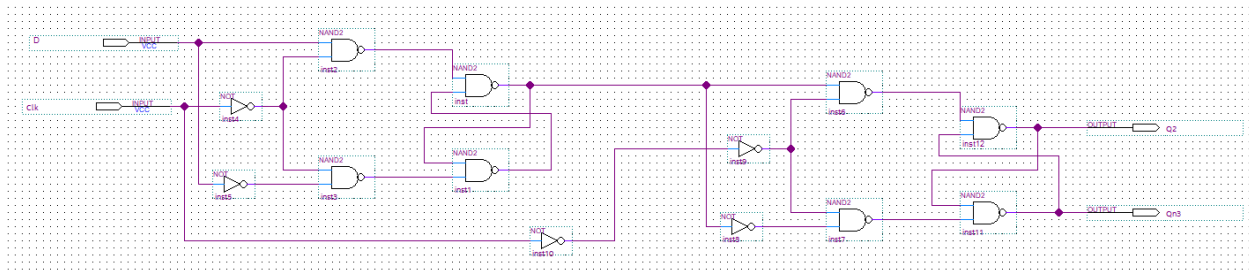 D
INPUT
VCC
NAND2
inst2
NAND2
inst
Clk
INPUT
VCC
NOT
inst4
NAND2
inst6
NAND2
inst12
OUTPUT
Q2
NOT
inst9
NAND2
inst1
NAND2
inst3
NOT
inst5
NAND2
inst7
NAND2
inst11
OUTPUT
Qn3
NOT
inst8
NOT
inst10